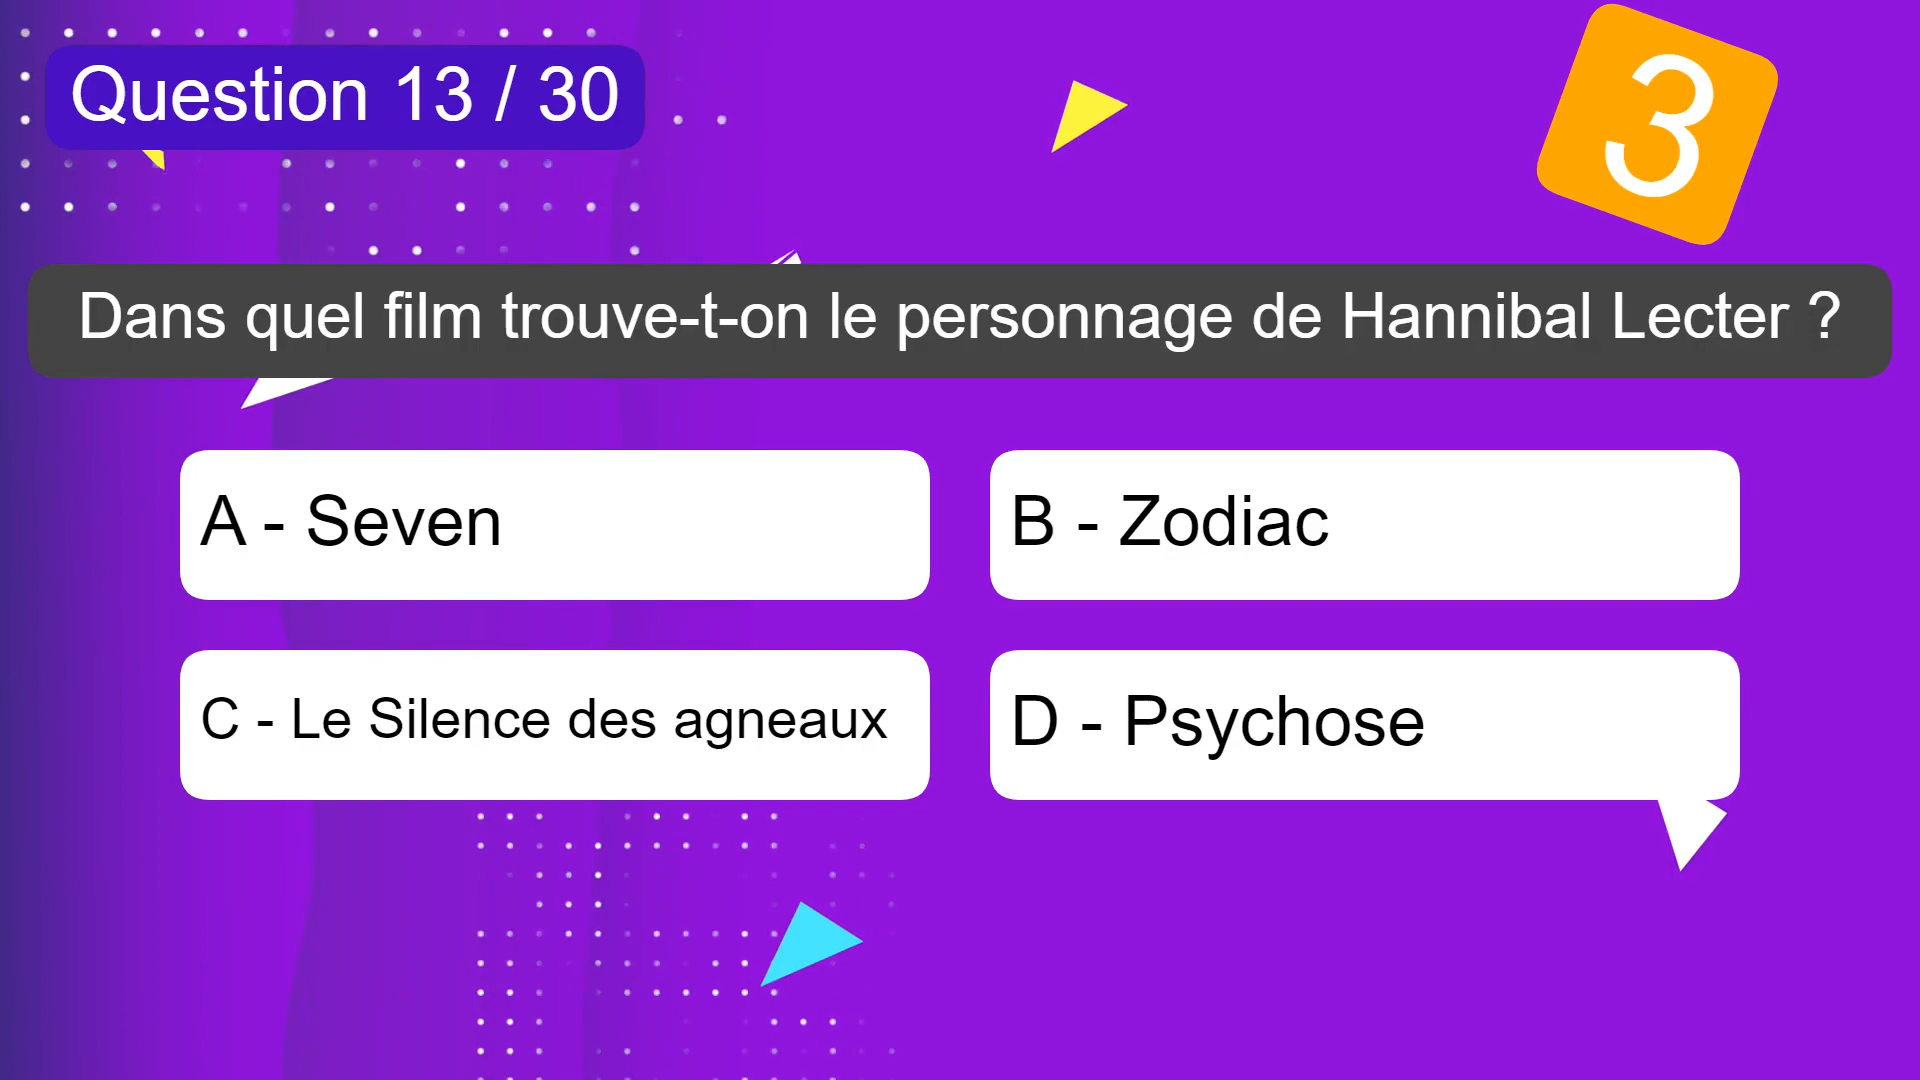 Question 13 / 30
3
Dans quel film trouve-t-on le personnage de Hannibal Lecter ?
A - Seven
B - Zodiac
C - Le Silence des agneaux
D - Psychose